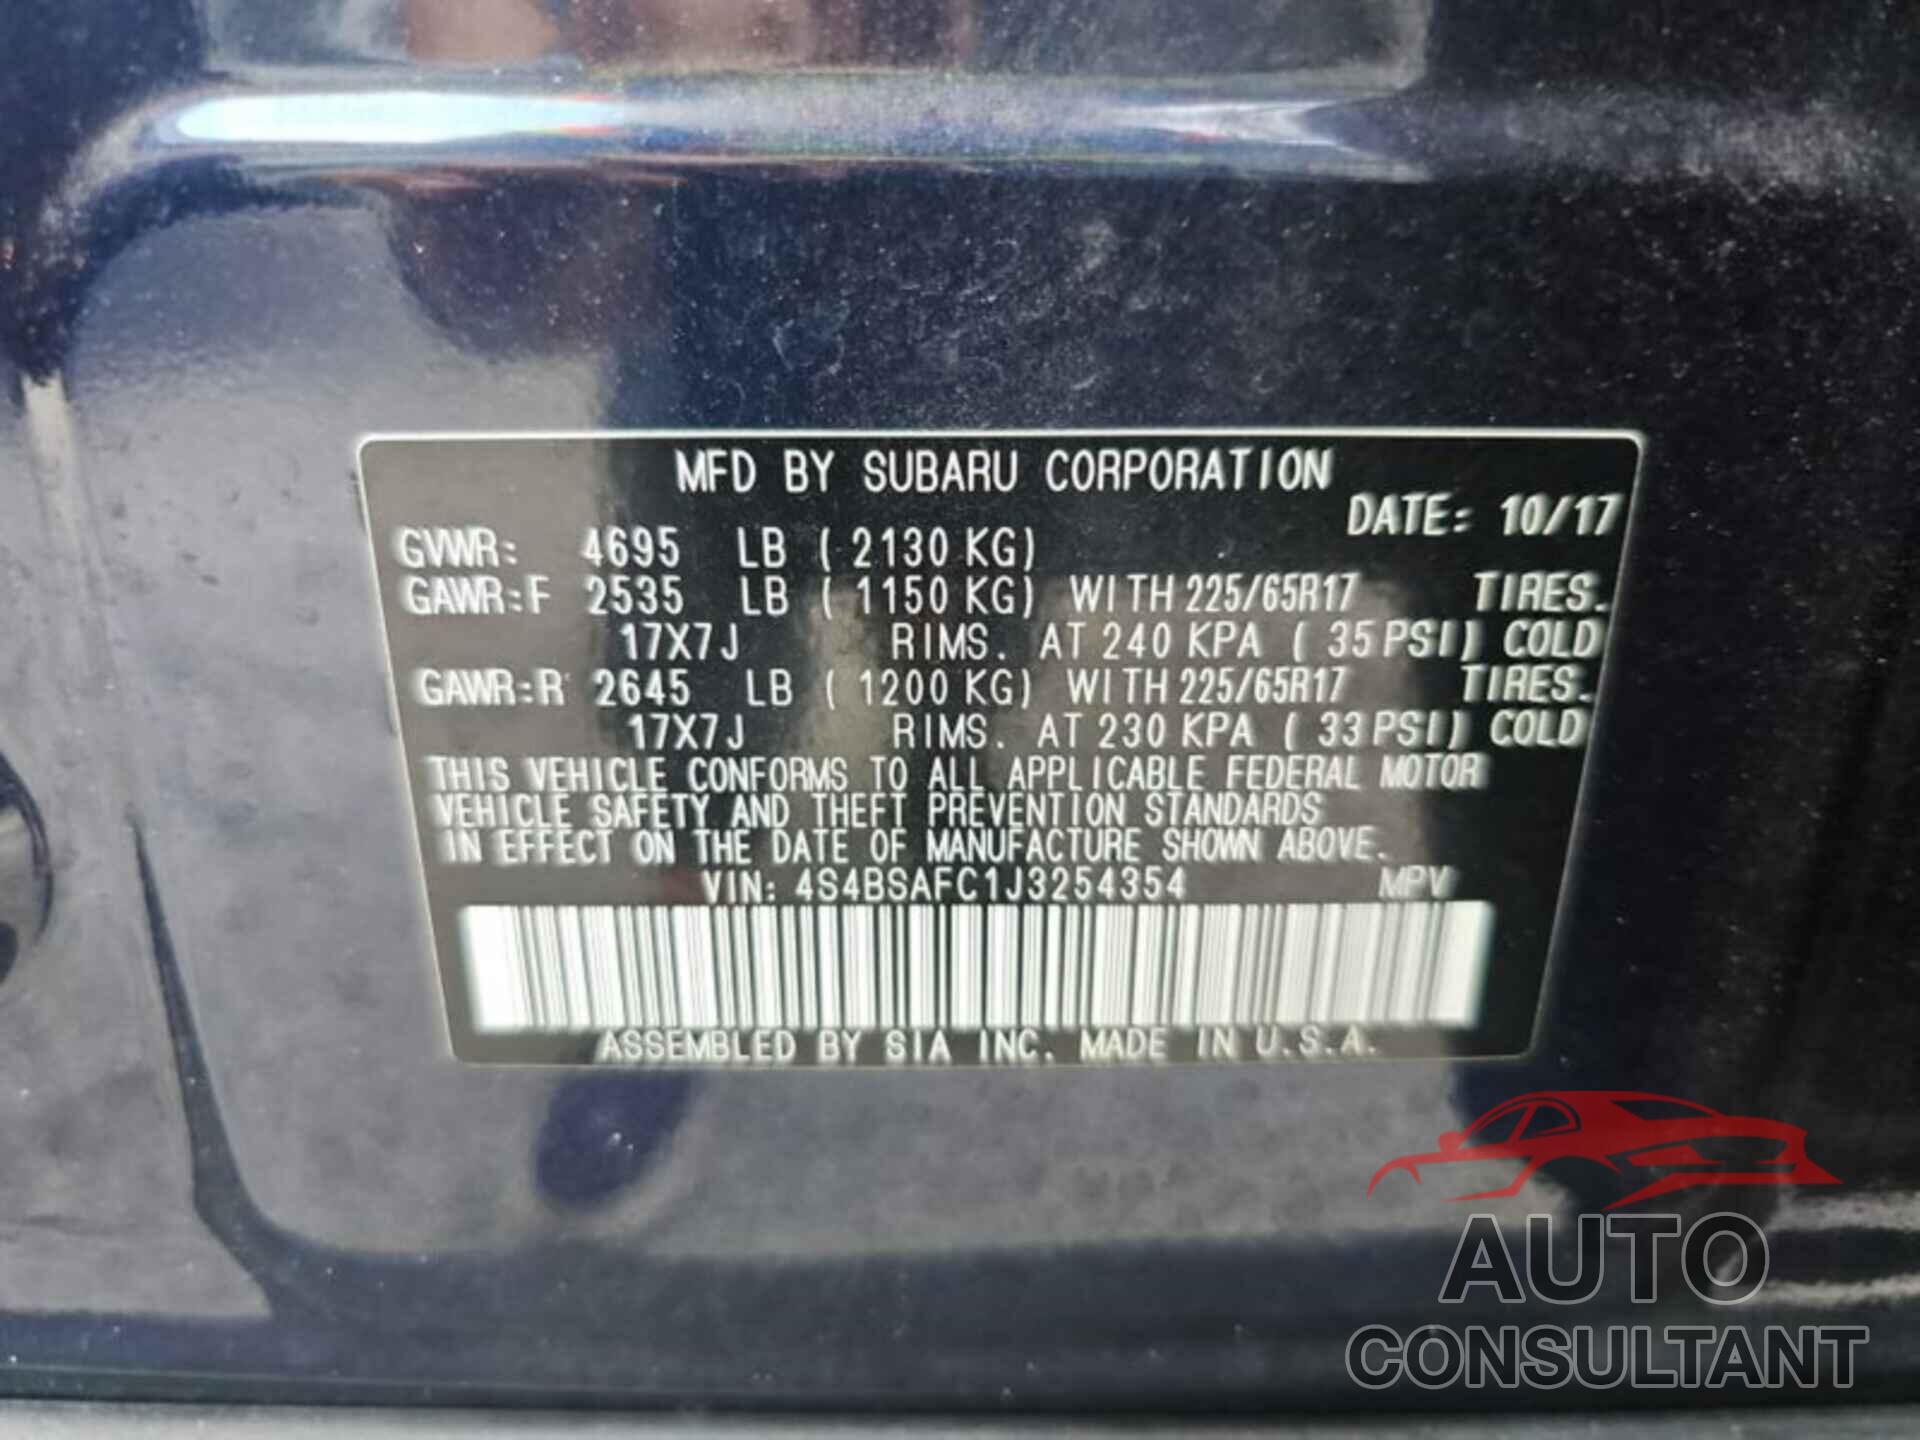 MFD BY SUBARU CORPORATION
DATE: 10/17
GVWR: 4695 LB ( 2130 KG)
GAWR:F 2535 LB ( 1150 KG) WITH 225/65R17 TIRES.
17X7J RIMS. AT 240 KPA ( 35 PSI) COLD
GAWR:R 2645 LB ( 1200 KG) WITH 225/65R17 TIRES.
17X7J RIMS. AT 230 KPA ( 33 PSI) COLD
THIS VEHICLE CONFORMS TO ALL APPLICABLE FEDERAL MOTOR
VEHICLE SAFETY AND THEFT PREVENTION STANDARDS
IN EFFECT ON THE DATE OF MANUFACTURE SHOWN ABOVE.
VIN: 4S4BSAFC1J3254354 MPV
ASSEMBLED BY SIA INC. MADE IN U.S.A.
AUTO
CONSULTANT